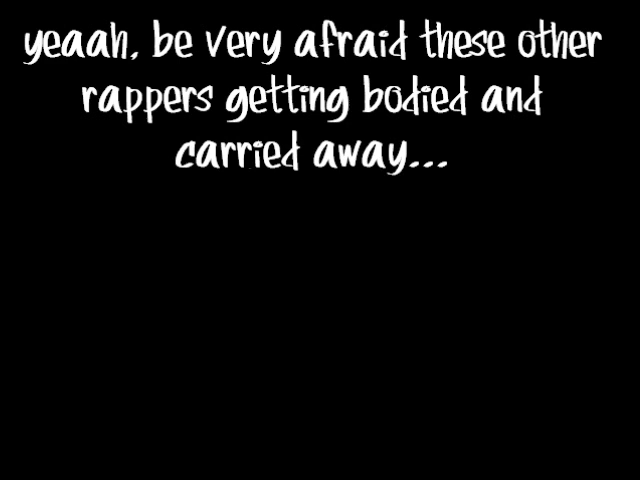 yeaah, be very afraid these other
rappers getting bodied and
carried away...